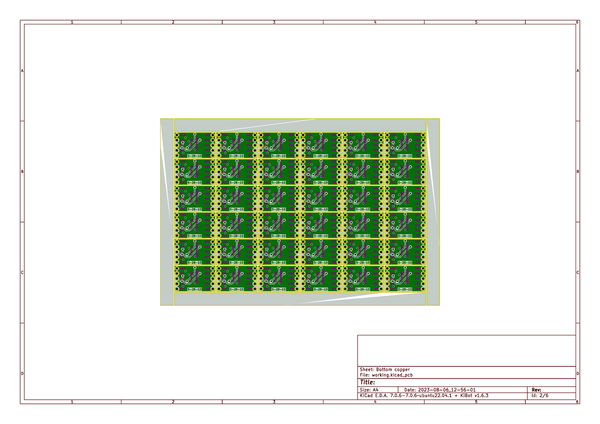 1 2 3 4 5 6
A A
B B
C C
Sheet: Bottom copper
File: working.kicad_pcb
Title:
D D
Size: A4 Date: 2023-08-06_12-56-01 Rev:
KiCad E.D.A. 7.0.6-7.0.6~ubuntu22.04.1 + KiBot v1.6.3 Id: 2/6
1 2 3 4 5 6